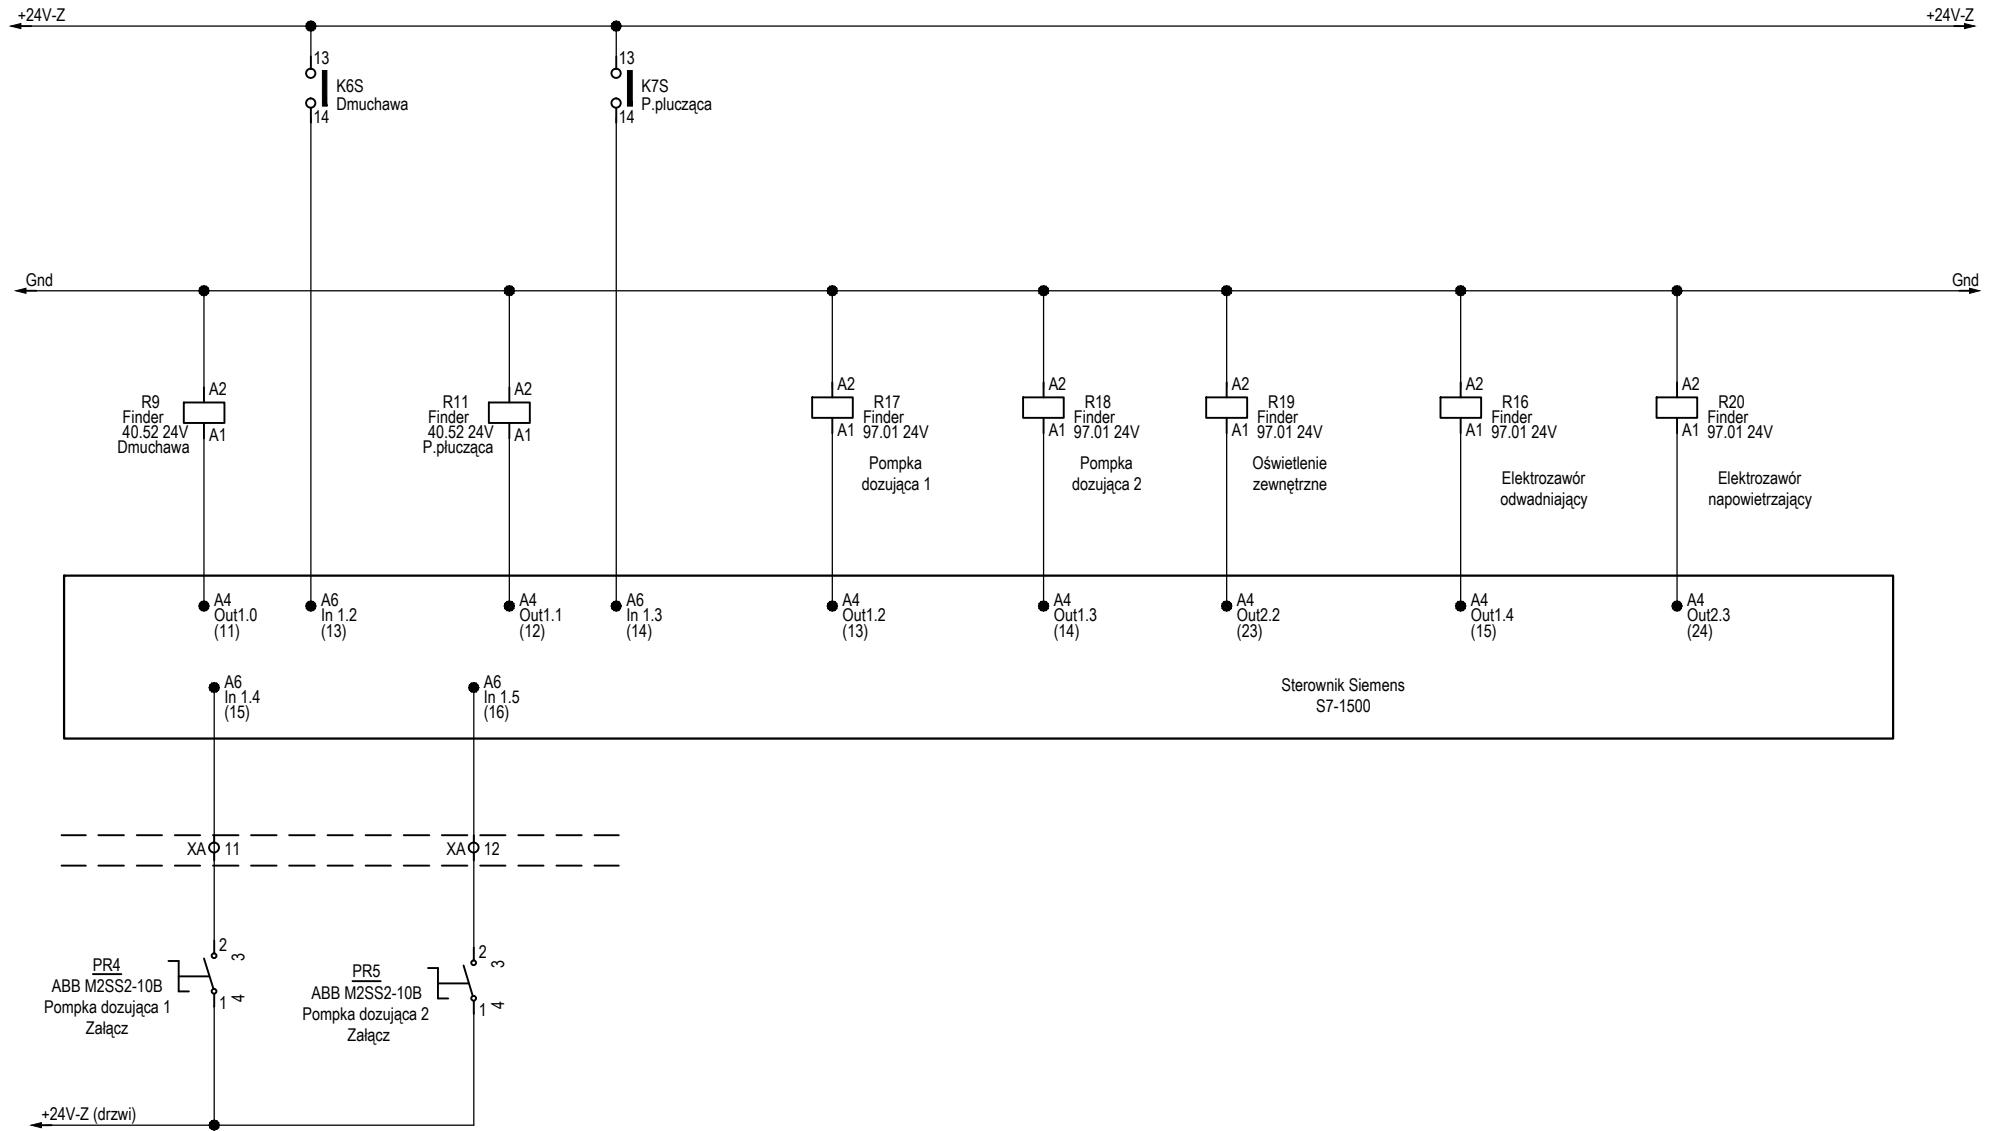 +24V-Z
+24V-Z
13
K6S
Dmuchawa
14
13
K7S
P.plucząca
14
Gnd
Gnd
R9
Finder
40.52 24V
Dmuchawa
A2
A1
R11
Finder
40.52 24V
P.płucząca
A2
A1
A2
R17
Finder
A1 97.01 24V
Pompka
dozująca 1
A2
R18
Finder
A1 97.01 24V
Pompka
dozująca 2
A2
R19
Finder
A1 97.01 24V
Oświetlenie
zewnętrzne
A2
R16
Finder
A1 97.01 24V
Elektrozawór
odwadniający
A2
R20
Finder
A1 97.01 24V
Elektrozawór
napowietrzający
A4
Out1.0
(11)
A6
In 1.2
(13)
A4
Out1.1
(12)
A6
In 1.3
(14)
A4
Out1.2
(13)
A4
Out1.3
(14)
A4
Out2.2
(23)
A4
Out1.4
(15)
A4
Out2.3
(24)
A6
In 1.4
(15)
A6
In 1.5
(16)
Sterownik Siemens
S7-1500
XA 11
XA 12
PR4
ABB M2SS2-10B
Pompka dozująca 1
Załącz
2
3
1
4
PR5
ABB M2SS2-10B
Pompka dozująca 2
Załącz
2
3
1
4
+24V-Z (drzwi)